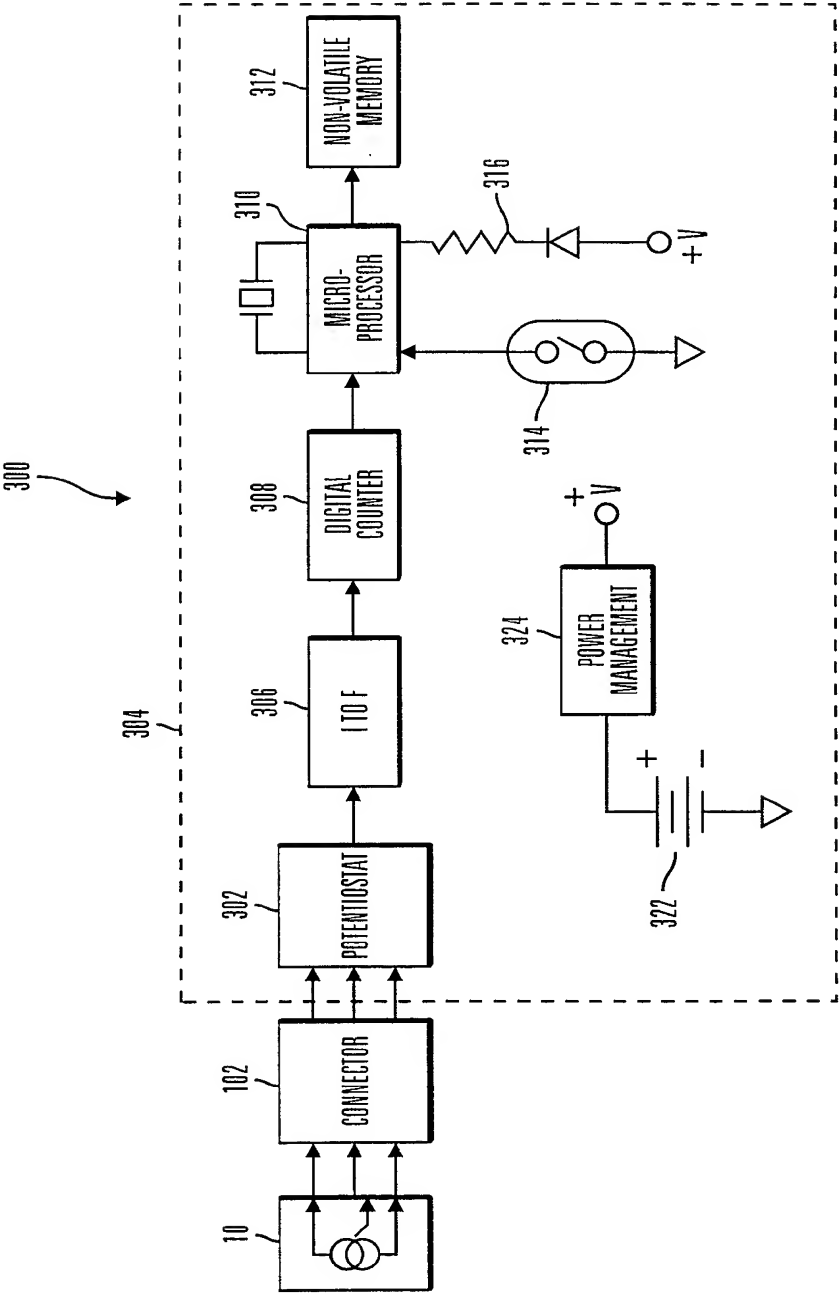 300
304
10
102
CONNECTOR
302
POTENTIOSTAT
306
I TO F
308
DIGITAL
COUNTER
310
MICRO-
PROCESSOR
312
NON-VOLATILE
MEMORY
314
316
+V
322
+
−
324
POWER
MANAGEMENT
+V